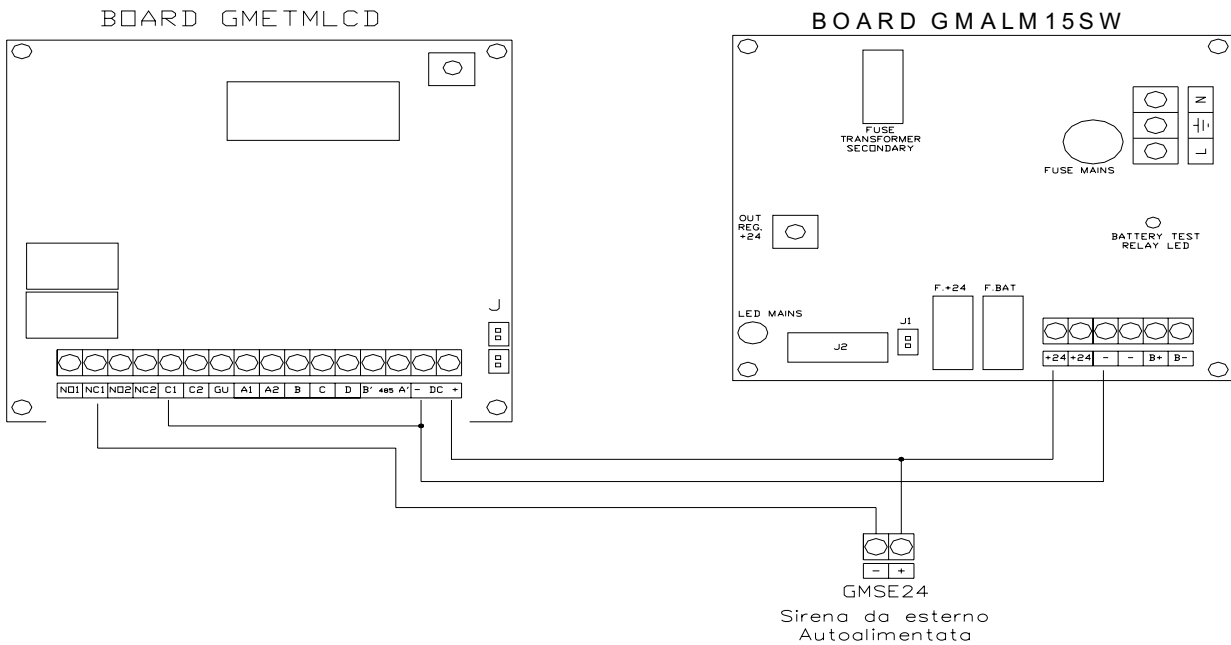 BOARD GMETMLCD
J
NO1 NC1 NO2 NC2 C1 C2 GU A1 A2 B C D B' 485 A' - DC +
BOARD GMALM15SW
FUSE
TRANSFORMER
SECONDARY
FUSE MAINS
N
L
OUT
REG.
+24
BATTERY TEST
RELAY LED
LED MAINS
J2
J1
F.+24
F.BAT
+24 +24 - - B+ B-
- +
GMSE24
Sirena da esterno
Autoalimentata